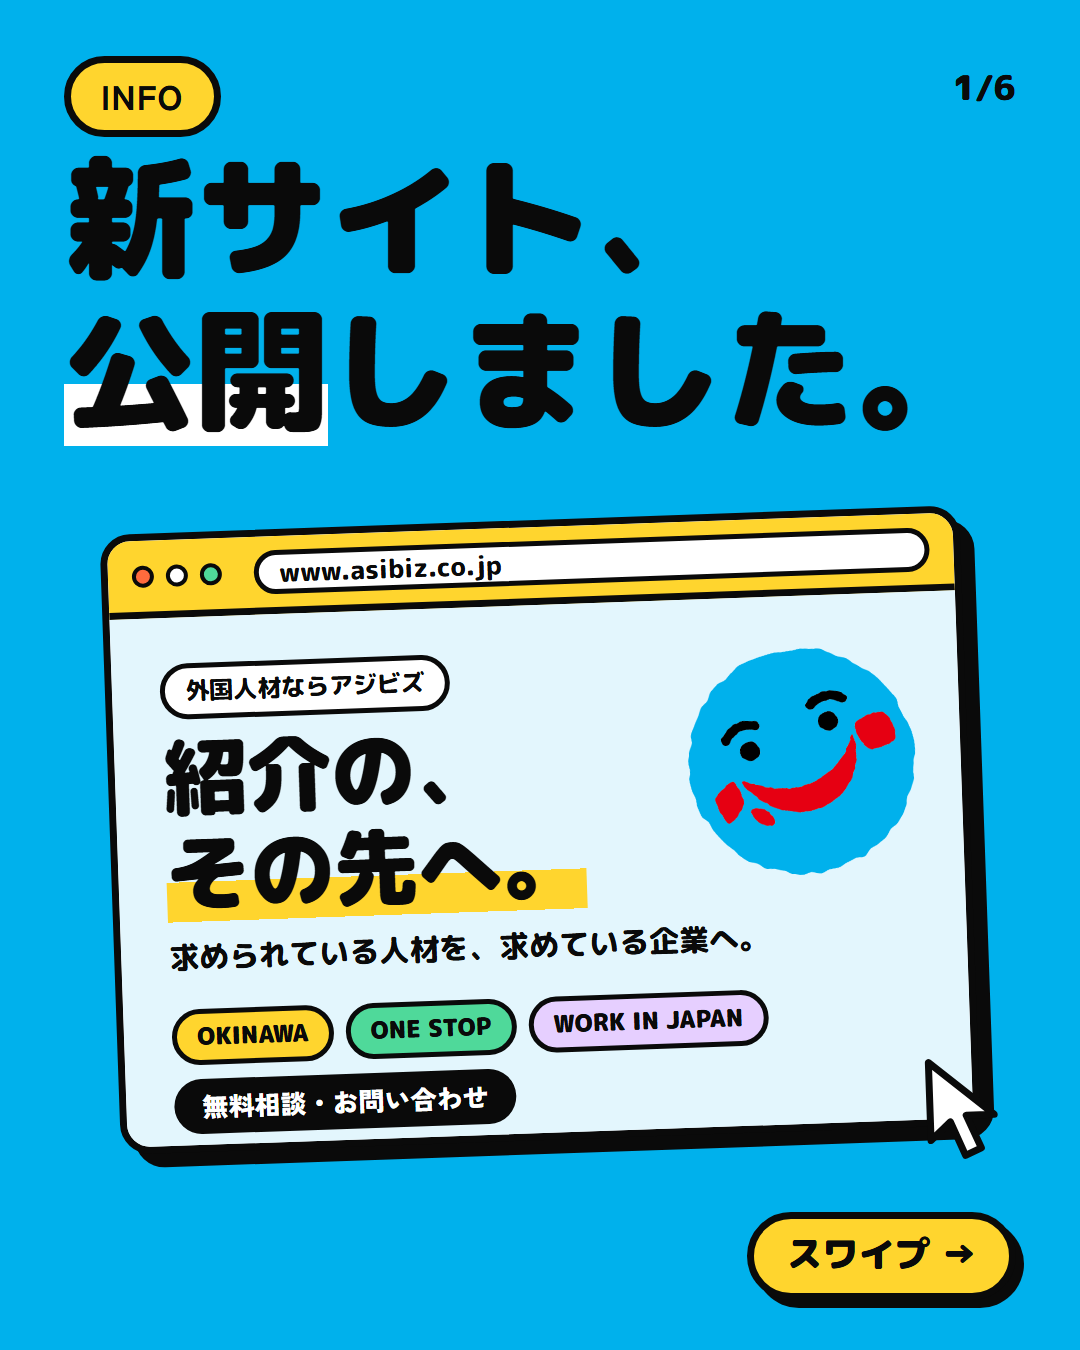 INFO
1/6
新サイト、
公開しました。
www.asibiz.co.jp
外国人材ならアジビズ
紹介の、
その先へ。
求められている人材を、求めている企業へ。
OKINAWA
ONE STOP
WORK IN JAPAN
無料相談・お問い合わせ
スワイプ →